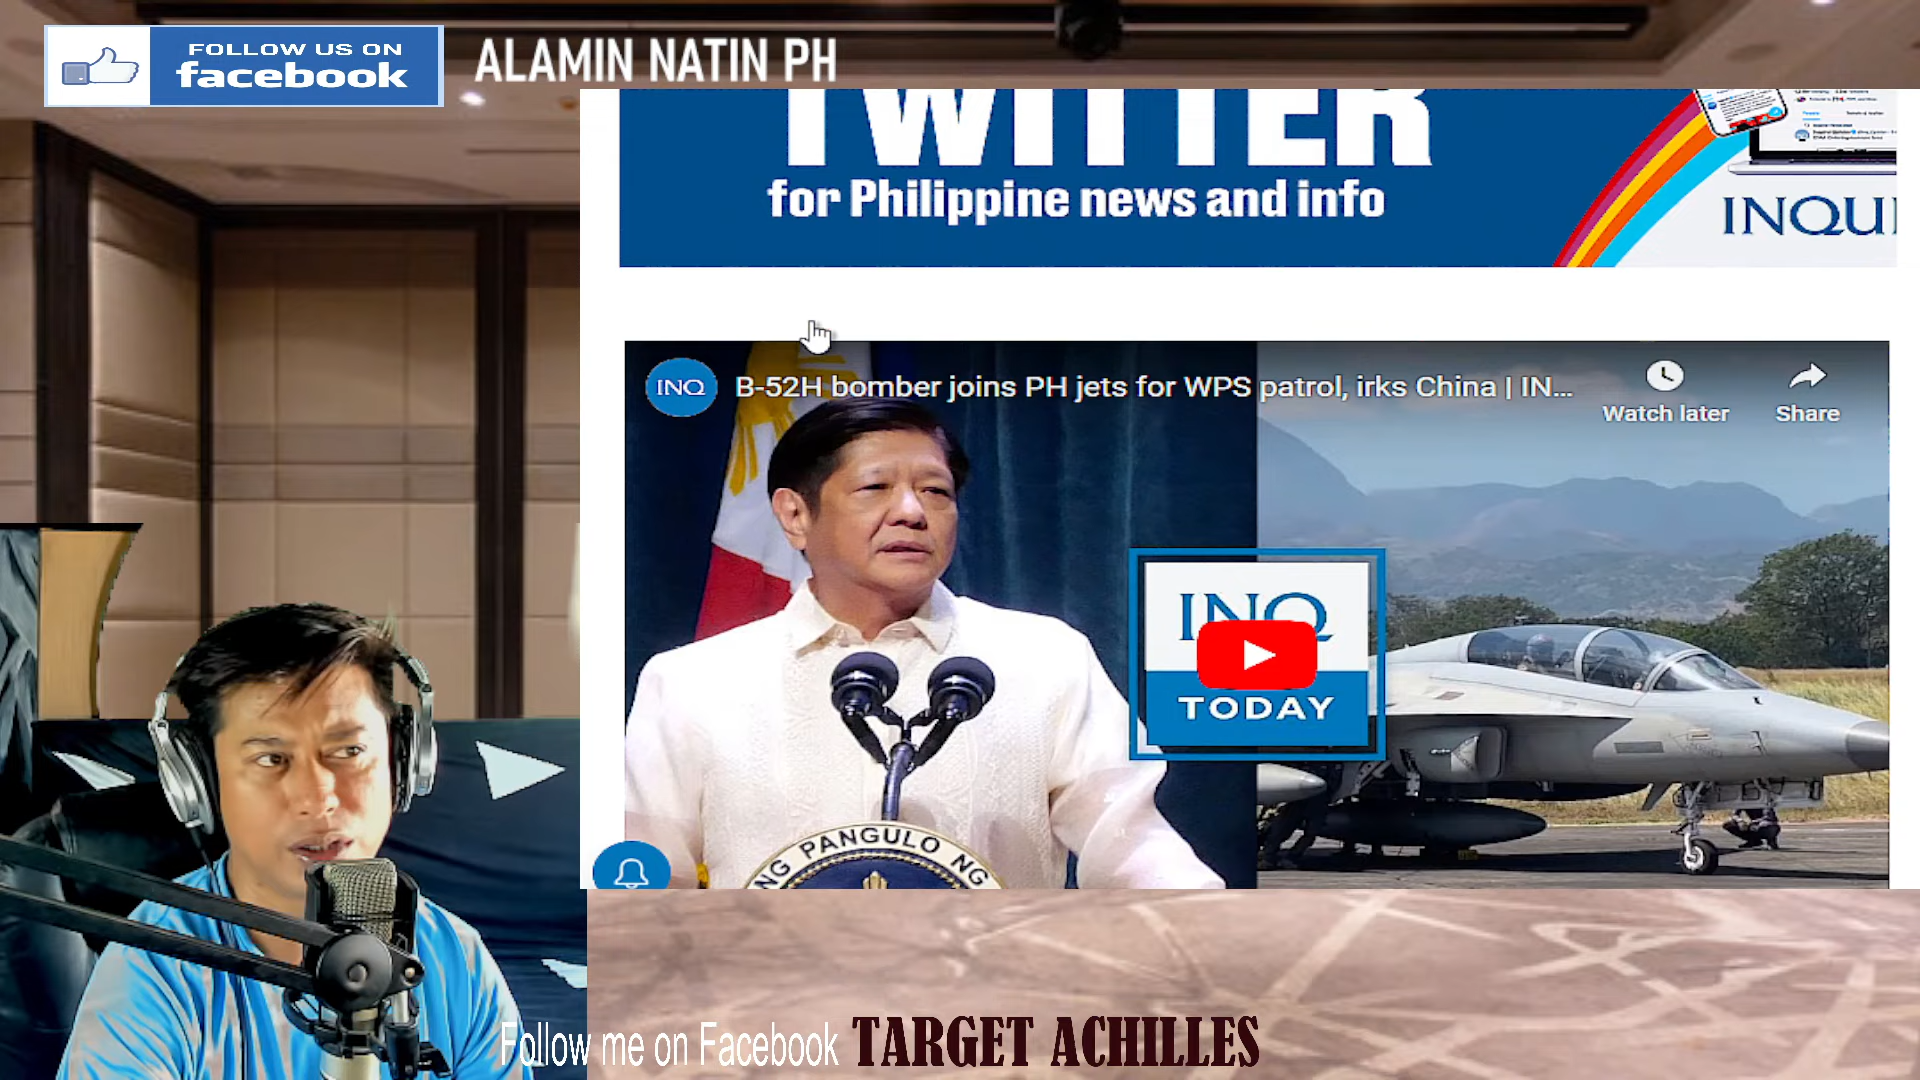 FOLLOW US ON
facebook
ALAMIN NATIN PH
TWITTER
for Philippine news and info
INQUI
INQ
B-52H bomber joins PH jets for WPS patrol, irks China | IN...
Watch later
Share
INQ
TODAY
NG PANGULO NG
Follow me on Facebook TARGET ACHILLES